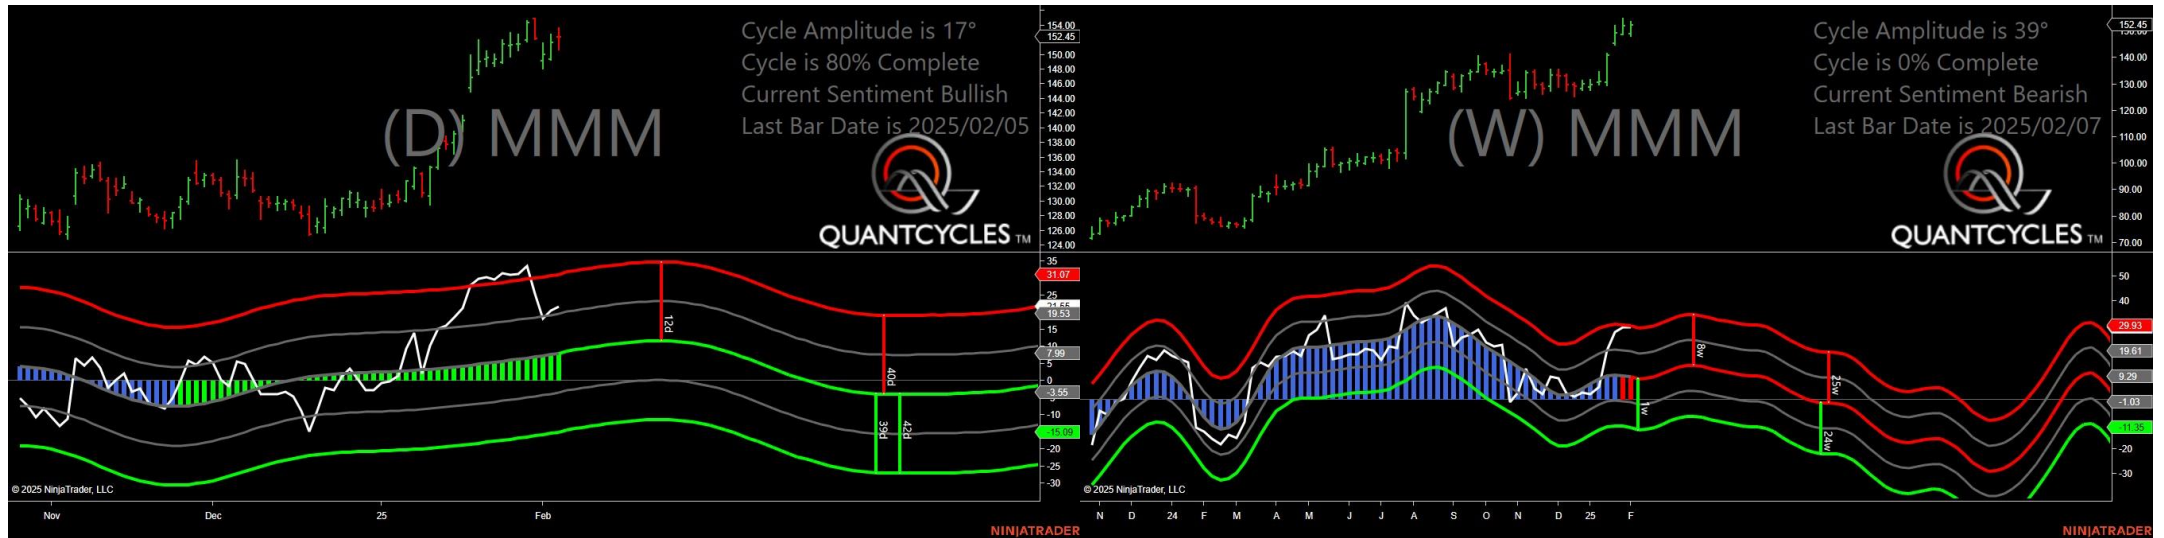 Cycle Amplitude is 17°
Cycle is 80% Complete
Current Sentiment Bullish
Last Bar Date is 2025/02/05
(D) MMM
QUANTCYCLES TM
154.00
152.45
150.00
148.00
146.00
144.00
142.00
140.00
138.00
136.00
134.00
132.00
130.00
128.00
126.00
124.00
35
31.07
25
19.53
15
10
7.99
5
0
-3.55
-10
-15.09
-20
-25
-30
12d
40d
39d
42d
© 2025 NinjaTrader, LLC
Nov
Dec
25
Feb
NINJATRADER
Cycle Amplitude is 39°
Cycle is 0% Complete
Current Sentiment Bearish
Last Bar Date is 2025/02/07
(W) MMM
QUANTCYCLES TM
152.45
140.00
130.00
120.00
110.00
100.00
90.00
80.00
70.00
50
40
29.93
19.61
9.29
-1.03
-11.35
-20
-30
8w
25w
1w
24w
© 2025 NinjaTrader, LLC
N D 24 F M A M J J A S O N D 25 F
NINJATRADER